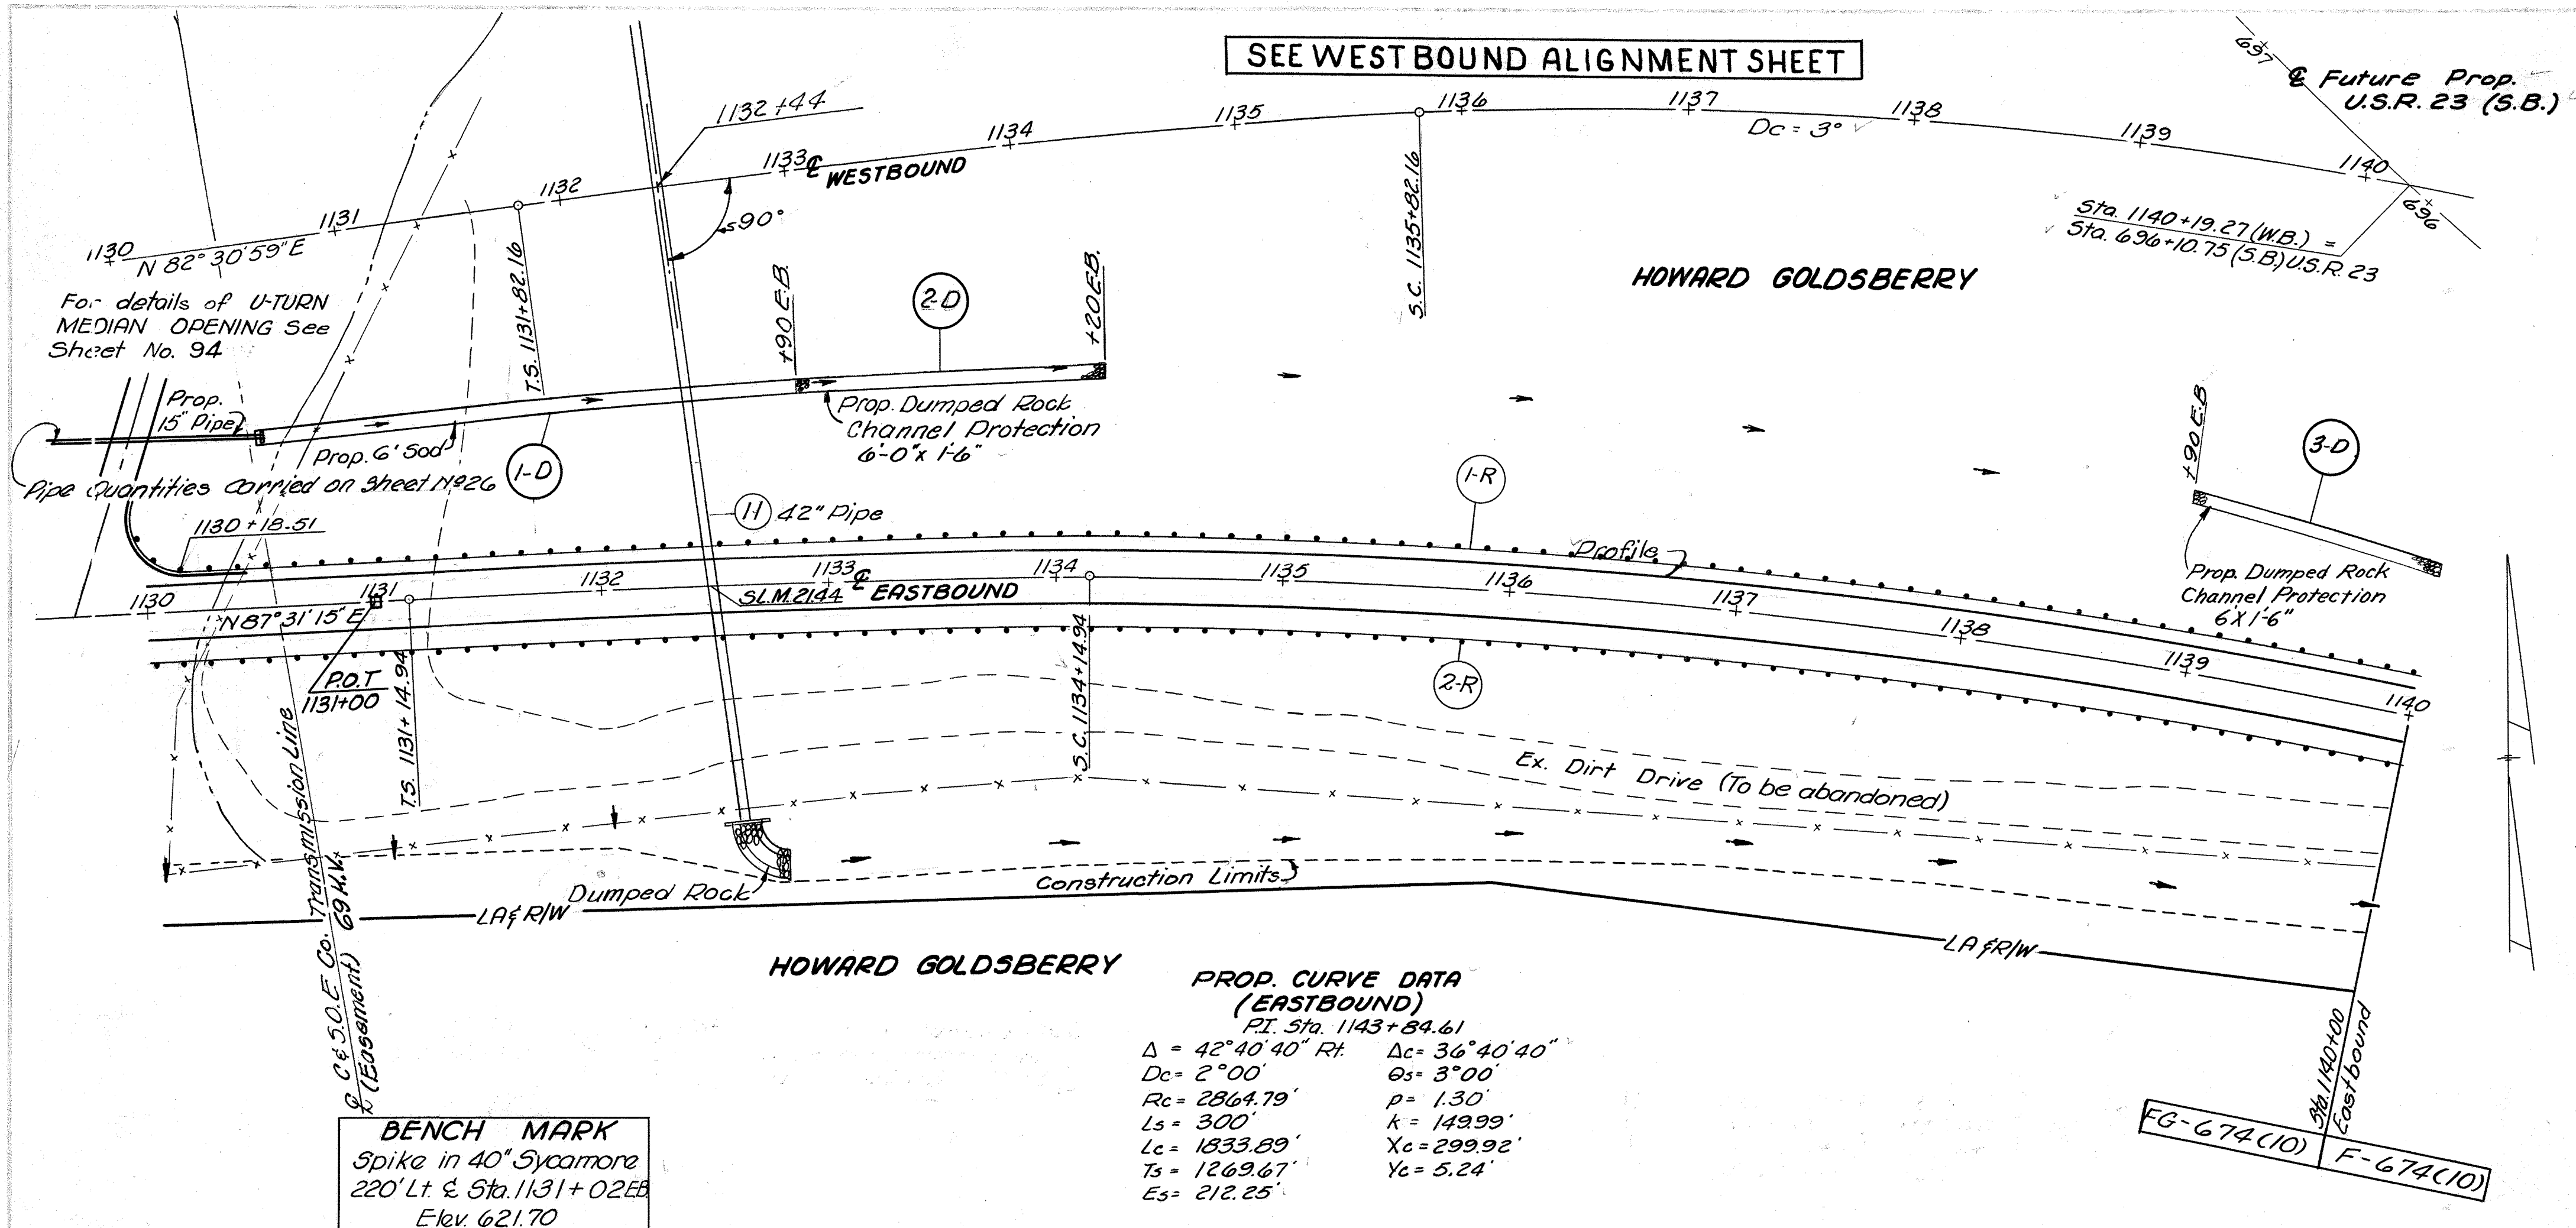 SEE WESTBOUND ALIGNMENT SHEET
697
℄ Future Prop.
U.S.R. 23 (S.B.)
1132+44
1130
1131
1132
1133
1134
1135
1136
1137
1138
1139
1140
℄ WESTBOUND
Dc = 3°
N 82° 30' 59" E
90°
696
Sta. 1140+19.27 (W.B.) =
Sta. 696+10.75 (S.B.) U.S.R. 23
T.S. 1131+82.16
S.C. 1135+82.16
HOWARD GOLDSBERRY
For details of U-TURN
MEDIAN OPENING See
Sheet No. 94
+90 E.B.
2-D
+20 E.B.
Prop.
15" Pipe
Prop. 6' Sod
1-D
Prop. Dumped Rock
Channel Protection
6'-0" x 1'-6"
+90 E.B
3-D
Pipe Quantities carried on sheet Nº 26
1-1 42" Pipe
1-R
Profile
1130+18.51
Prop. Dumped Rock
Channel Protection
6' X 1'-6"
1130
1131
1132
1133
1134
1135
1136
1137
1138
1139
1140
℄ EASTBOUND
S.L.M. 21.44
N 87° 31' 15" E
P.O.T
1131+00
T.S. 1131+14.94
S.C. 1134+14.94
2-R
Ex. Dirt Drive (To be abandoned)
Dumped Rock
Construction Limits
LA & R/W
LA & R/W
℄ C & S.O.E Co. Transmission Line
(Easement) 69 K.V.
HOWARD GOLDSBERRY
PROP. CURVE DATA
(EASTBOUND)
P.I. Sta. 1143+84.61
Δ = 42°40'40" Rt. Δc = 36°40'40"
Dc = 2°00' Θs = 3°00'
Rc = 2864.79' p = 1.30'
Ls = 300' k = 149.99'
Lc = 1833.89' Xc = 299.92'
Ts = 1269.67' Yc = 5.24'
Es = 212.25'
Sta. 1140+00
Eastbound
FG-674(10) F-674(10)
BENCH MARK
Spike in 40" Sycamore
220' Lt. ℄ Sta. 1131+02 EB
Elev. 621.70